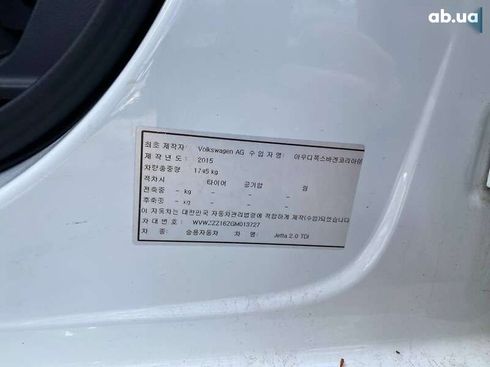 ab.ua
최초 제작자: Volkswagen AG 수 입 자 명: 아우디폭스바겐코리아㈜
제 작 년 도: 2015
차량총중량: 1745 kg
적차시 타이어 공기압 림
전축중 - kg - - -
후축중 - kg - - -
이 자동차는 대한민국 자동차관리법령에 적합하게 제작(수입)되었습니다
차 대 번 호: WVWZZZ16ZGM013727
차 종: 승용자동차 차 명: Jetta 2.0 TDI